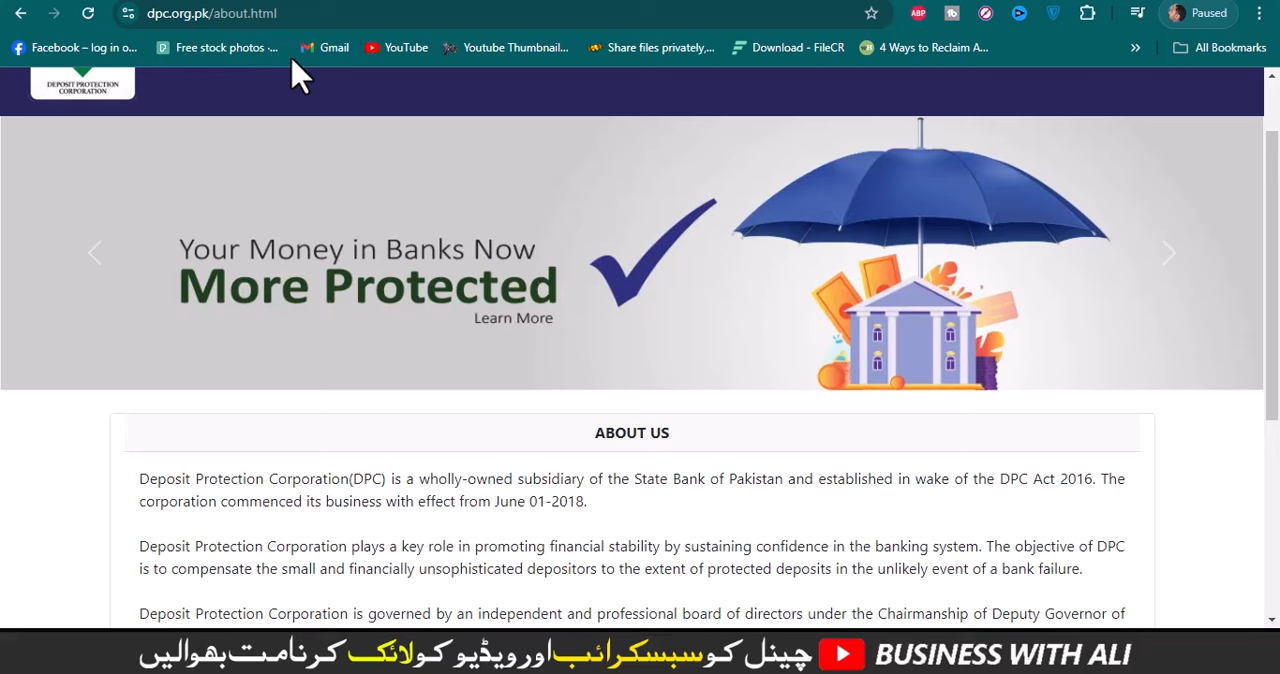 dpc.org.pk/about.html
ABP
Paused
Facebook – log in o...
Free stock photos -...
Gmail
YouTube
Youtube Thumbnail...
Share files privately,...
Download - FileCR
4 Ways to Reclaim A...
»
All Bookmarks
DEPOSIT PROTECTION
CORPORATION
Your Money in Banks Now
More Protected
Learn More
ABOUT US
Deposit Protection Corporation(DPC) is a wholly-owned subsidiary of the State Bank of Pakistan and established in wake of the DPC Act 2016. The
corporation commenced its business with effect from June 01-2018.
Deposit Protection Corporation plays a key role in promoting financial stability by sustaining confidence in the banking system. The objective of DPC
is to compensate the small and financially unsophisticated depositors to the extent of protected deposits in the unlikely event of a bank failure.
Deposit Protection Corporation is governed by an independent and professional board of directors under the Chairmanship of Deputy Governor of
چینل کو سبسکرائب اور ویڈیو کو لائک کرنا مت بھولیں
BUSINESS WITH ALI